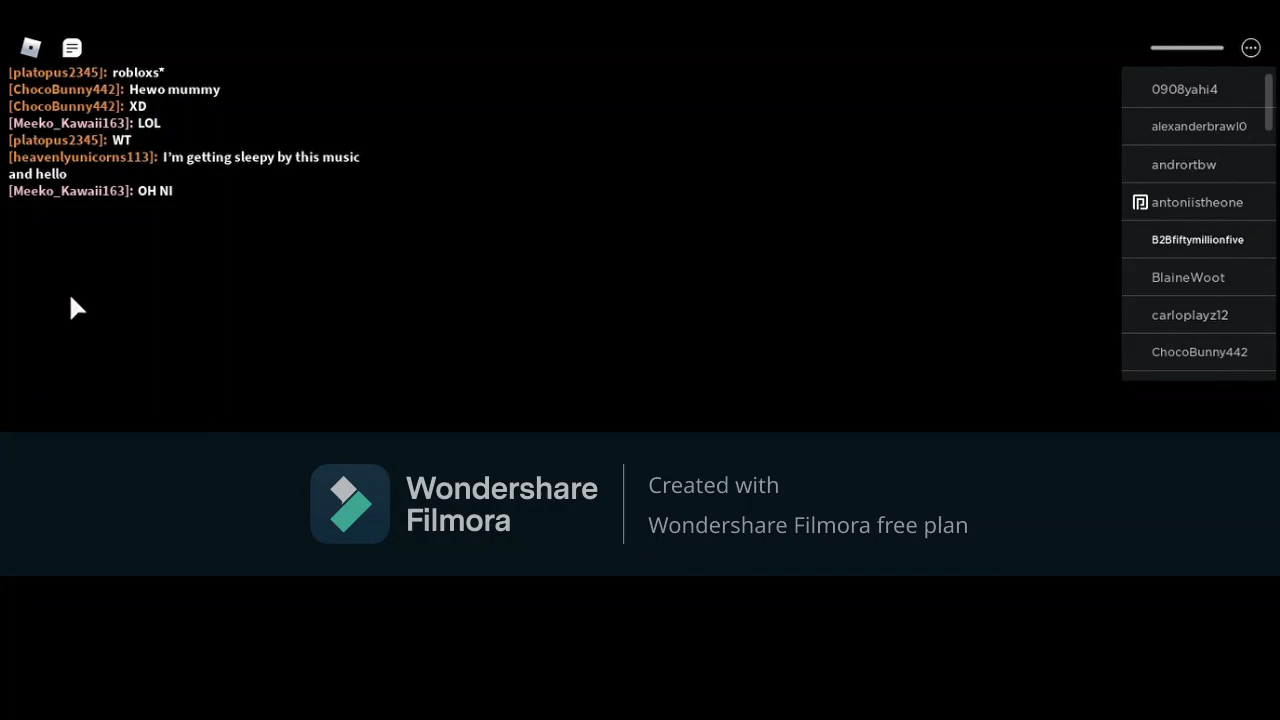 [platopus2345]: robloxs*
[ChocoBunny442]: Hewo mummy
[ChocoBunny442]: XD
[Meeko_Kawaii163]: LOL
[platopus2345]: WT
[heavenlyunicorns113]: I'm getting sleepy by this music
and hello
[Meeko_Kawaii163]: OH NI
0908yahi4
alexanderbrawl0
andrortbw
antoniistheone
B2Bfiftymillionfive
BlaineWoot
carloplayz12
ChocoBunny442
Wondershare
Filmora
Created with
Wondershare Filmora free plan